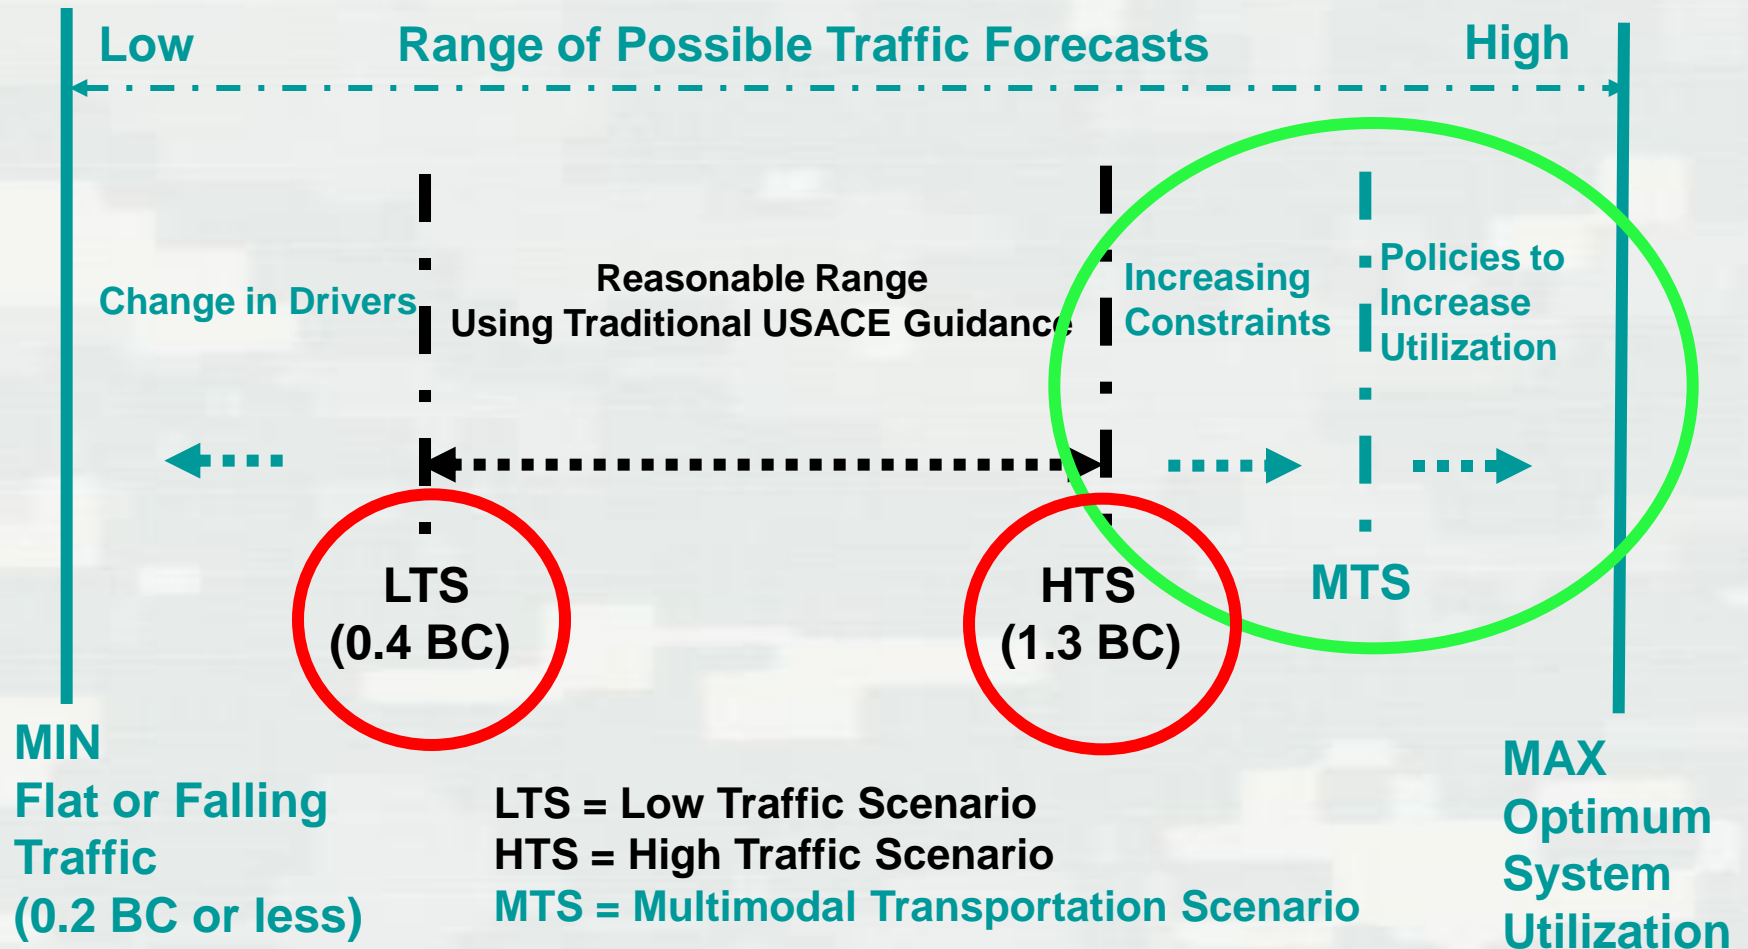 Low
Range of Possible Traffic Forecasts
High
Change in Drivers
Reasonable Range
Using Traditional USACE Guidance
Increasing
Constraints
Policies to
Increase
Utilization
LTS
(0.4 BC)
HTS
(1.3 BC)
MTS
MIN
Flat or Falling
Traffic
(0.2 BC or less)
LTS = Low Traffic Scenario
HTS = High Traffic Scenario
MTS = Multimodal Transportation Scenario
MAX
Optimum
System
Utilization